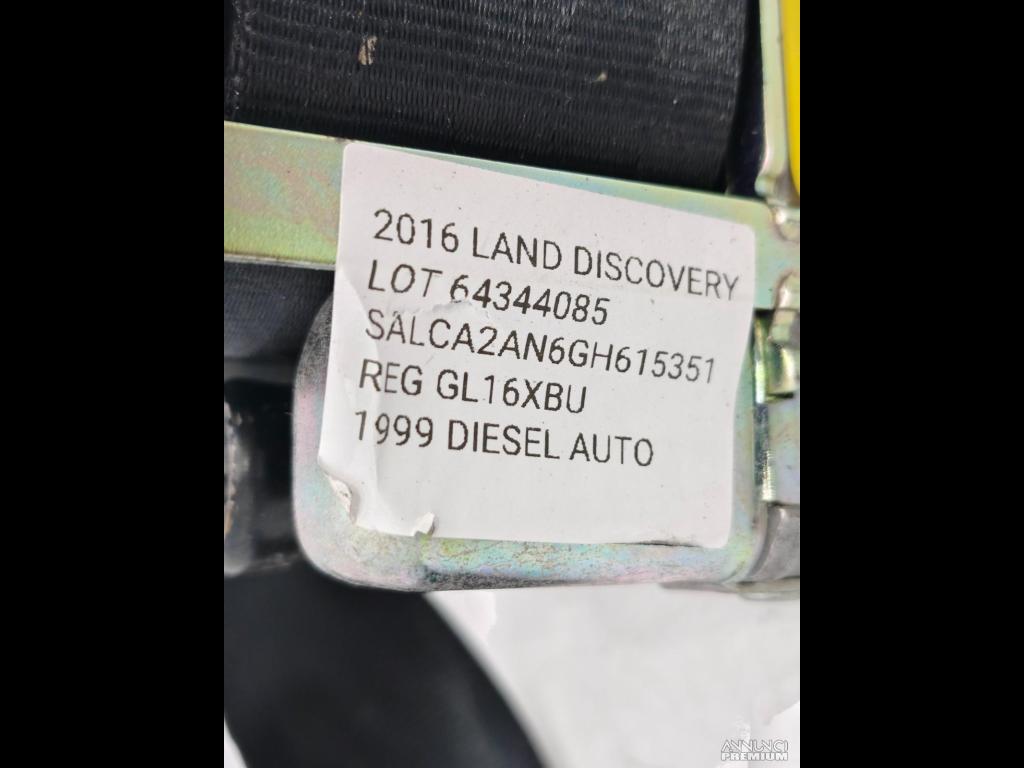 2016 LAND DISCOVERY
LOT 64344085
SALCA2AN6GH615351
REG GL16XBU
1999 DIESEL AUTO
ANNUNCI
PREMIUM